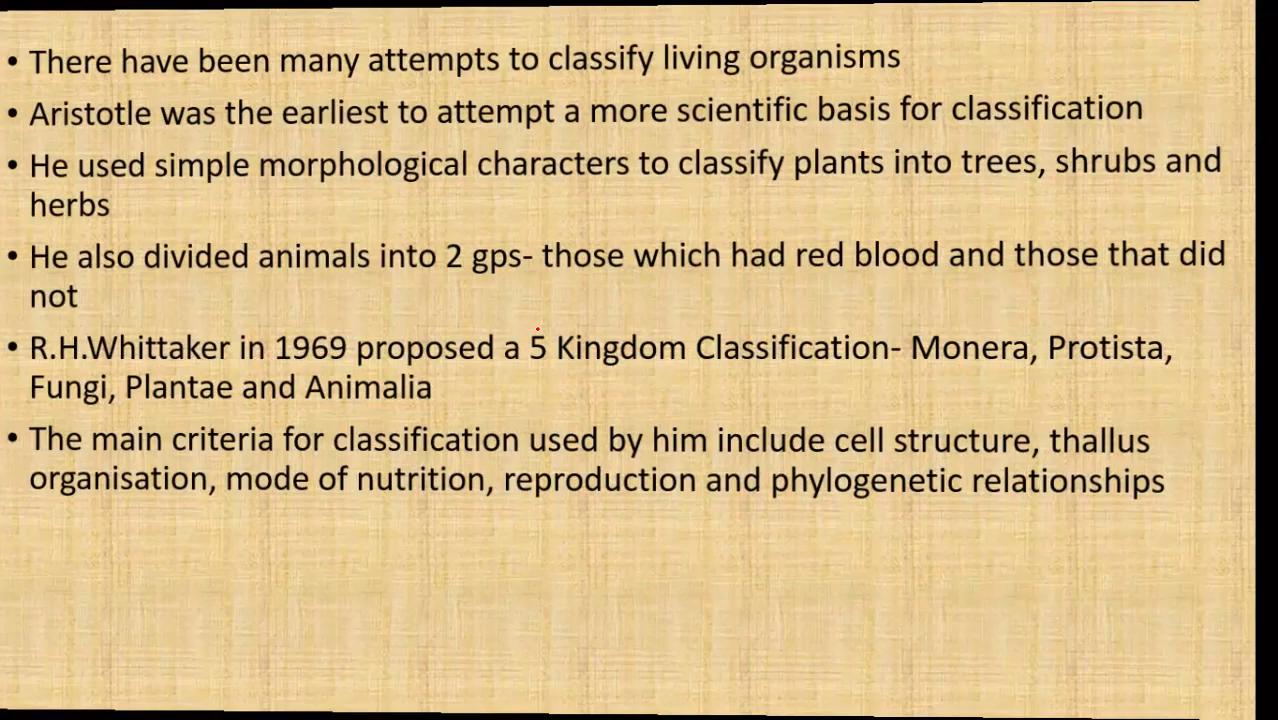 • There have been many attempts to classify living organisms
• Aristotle was the earliest to attempt a more scientific basis for classification
• He used simple morphological characters to classify plants into trees, shrubs and
herbs
• He also divided animals into 2 gps- those which had red blood and those that did
not
• R.H.Whittaker in 1969 proposed a 5 Kingdom Classification- Monera, Protista,
Fungi, Plantae and Animalia
• The main criteria for classification used by him include cell structure, thallus
organisation, mode of nutrition, reproduction and phylogenetic relationships